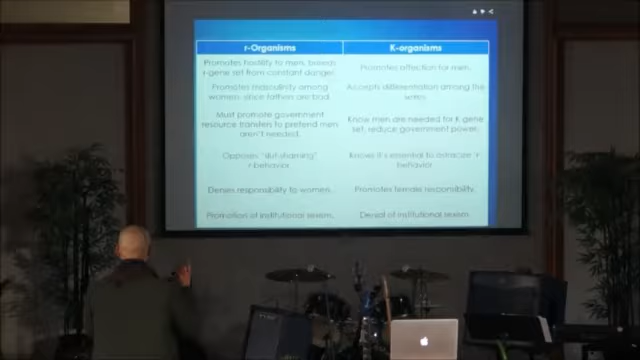 r-Organisms
K-organisms
Promotes hostility to men, breeds
r-gene set from constant danger.
Promotes affection for men.
Promotes masculinity among
women, since fathers are bad.
Accepts differentiation among the
sexes.
Must promote government
resource transfers to pretend men
aren't needed.
Know men are needed for K gene
set, reduce government power.
Opposes "slut-shaming"
r-behavior
Knows it's essential to ostracize r-
behavior
Denies responsibility to women.
Promotes female responsibility.
Promotion of institutional sexism.
Denial of institutional sexism.